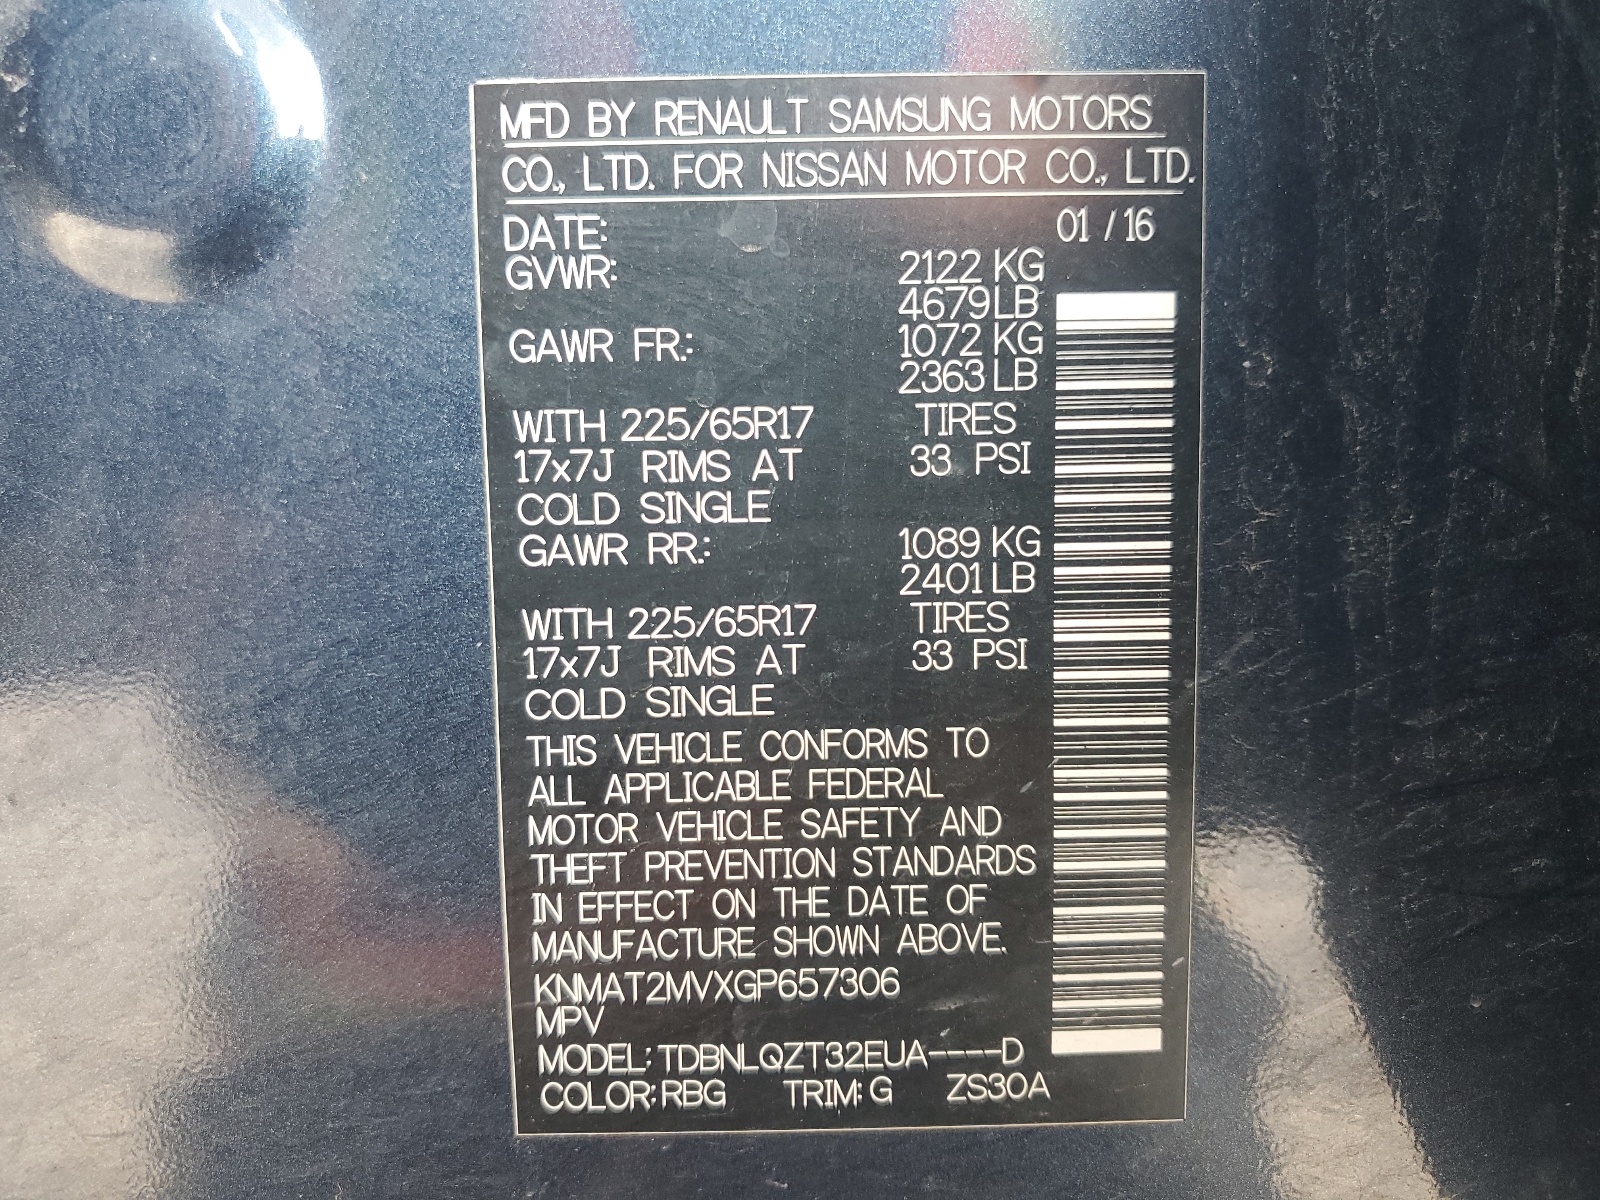 MFD BY RENAULT SAMSUNG MOTORS
CO., LTD. FOR NISSAN MOTOR CO., LTD.
DATE: 01 / 16
GVWR: 2122 KG
4679 LB
GAWR FR.: 1072 KG
2363 LB
WITH 225/65R17 TIRES
17x7J RIMS AT 33 PSI
COLD SINGLE
GAWR RR.: 1089 KG
2401 LB
WITH 225/65R17 TIRES
17x7J RIMS AT 33 PSI
COLD SINGLE
THIS VEHICLE CONFORMS TO
ALL APPLICABLE FEDERAL
MOTOR VEHICLE SAFETY AND
THEFT PREVENTION STANDARDS
IN EFFECT ON THE DATE OF
MANUFACTURE SHOWN ABOVE.
KNMAT2MVXGP657306
MPV
MODEL: TDBNLQZT32EUA----D
COLOR: RBG TRIM: G ZS30A